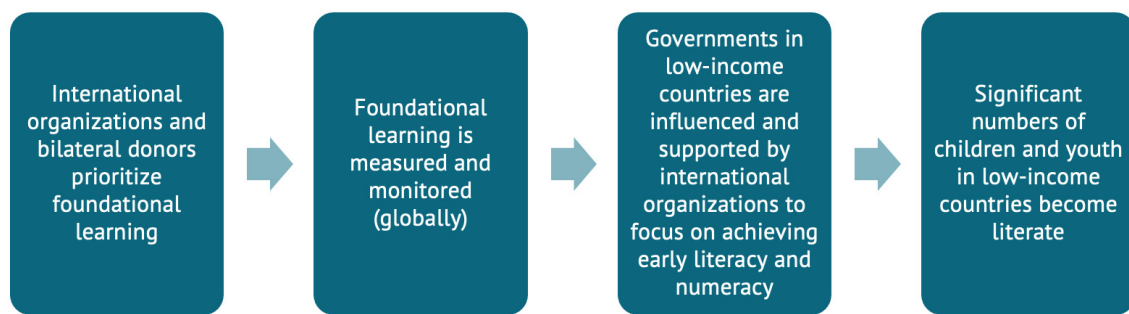 International
organizations and
bilateral donors
prioritize
foundational
learning
Foundational
learning is
measured and
monitored
(globally)
Governments in
low-income
countries are
influenced and
supported by
international
organizations to
focus on achieving
early literacy and
numeracy
Significant
numbers of
children and youth
in low-income
countries become
literate